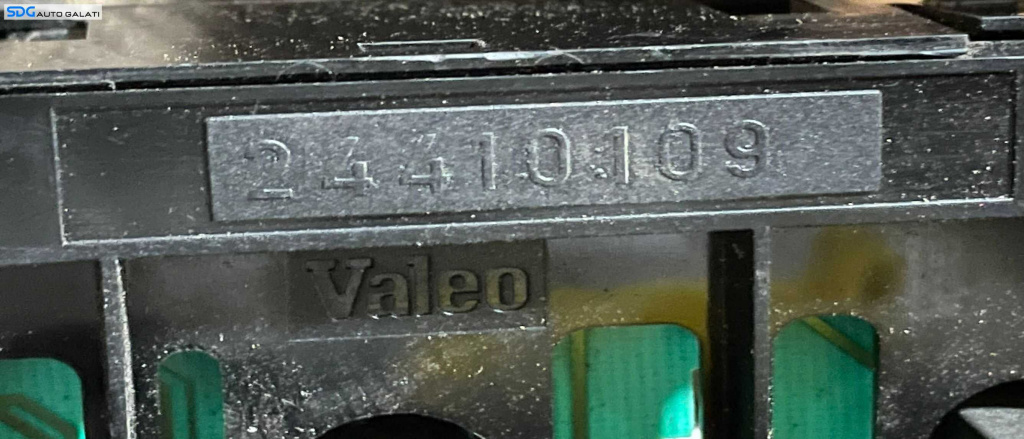 SDG AUTO GALATI
24410109
Valeo